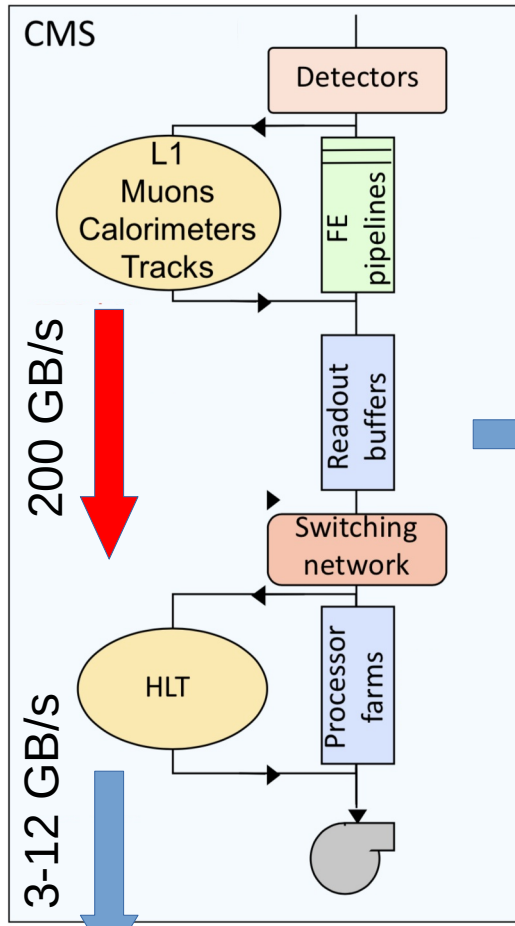 CMS
Detectors
L1
Muons
Calorimeters
Tracks
FE
pipelines
200 GB/s
Readout
buffers
Switching
network
HLT
Processor
farms
3-12 GB/s